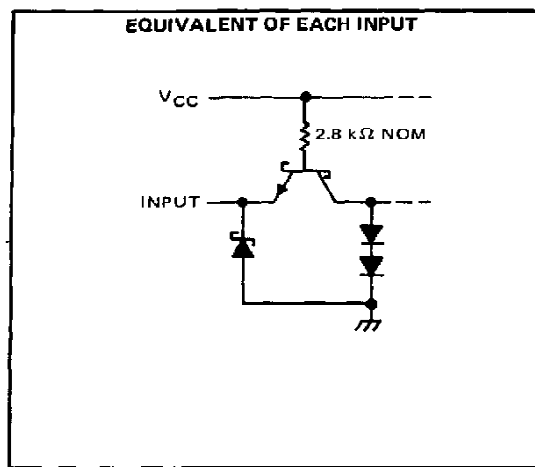 EQUIVALENT OF EACH INPUT
VCC
2.8 kΩ NOM
INPUT